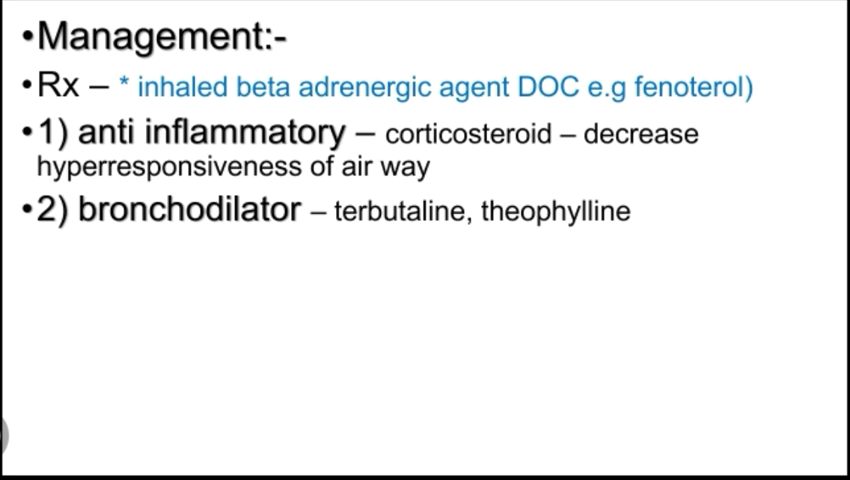 •Management:-
•Rx – * inhaled beta adrenergic agent DOC e.g fenoterol)
•1) anti inflammatory – corticosteroid – decrease
hyperresponsiveness of air way
•2) bronchodilator – terbutaline, theophylline